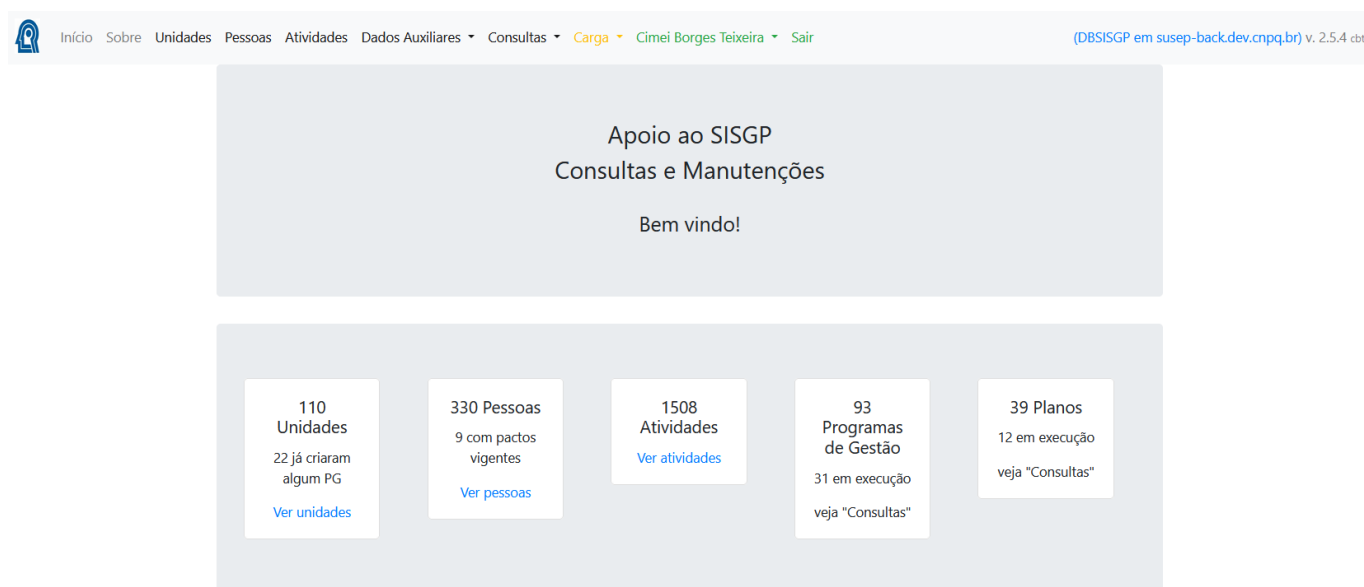 Início Sobre Unidades Pessoas Atividades Dados Auxiliares Consultas Carga Cimei Borges Teixeira Sair (DBSISGP em susep-back.dev.cnpq.br) v. 2.5.4 cbt
Apoio ao SISGP
Consultas e Manutenções
Bem vindo!
110
Unidades
22 já criaram
algum PG
Ver unidades
330 Pessoas
9 com pactos
vigentes
Ver pessoas
1508
Atividades
Ver atividades
93
Programas
de Gestão
31 em execução
veja "Consultas"
39 Planos
12 em execução
veja "Consultas"